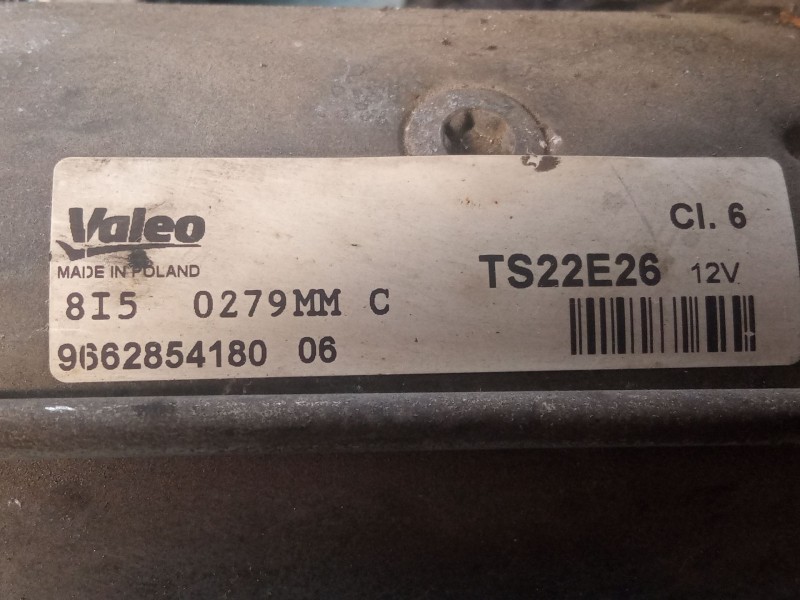 Valeo
Cl. 6
MADE IN POLAND
TS22E26 12V
8I5 0279MM C
9662854180 06